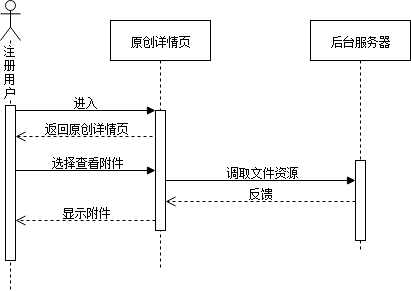 原创详情页
后台服务器
注册用户
进入
返回原创详情页
选择查看附件
调取文件资源
反馈
显示附件